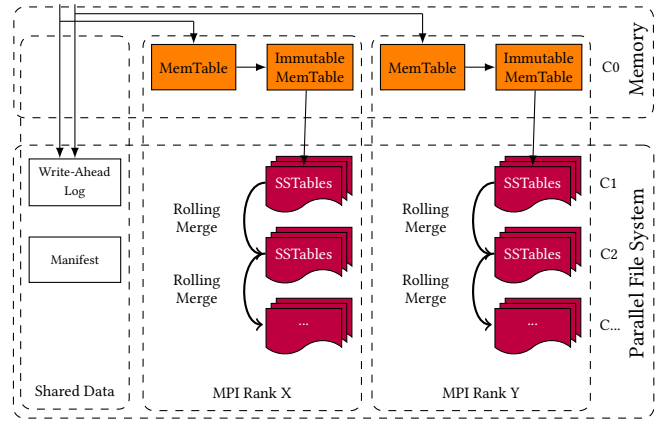 MemTable
Immutable
MemTable
MemTable
Immutable
MemTable
C0
Memory
Write-Ahead
Log
SSTables
SSTables
C1
Rolling
Merge
Rolling
Merge
Manifest
SSTables
SSTables
C2
Rolling
Merge
Rolling
Merge
...
...
C...
Parallel File System
Shared Data
MPI Rank X
MPI Rank Y